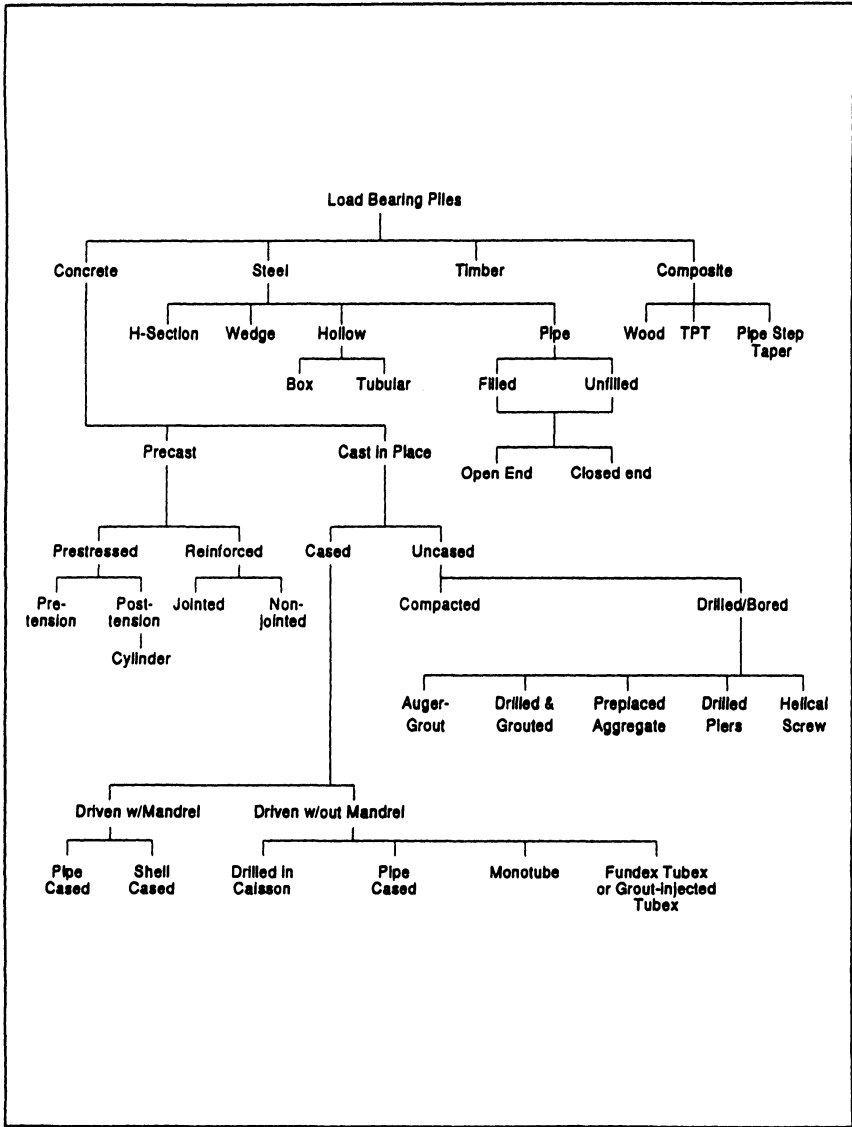 Load Bearing Piles
Concrete Steel Timber Composite
H-Section Wedge Hollow Pipe Wood TPT Pipe Step
Taper
Box Tubular Filled Unfilled
Precast Cast in Place
Open End Closed end
Prestressed Reinforced Cased Uncased
Pre-
tension
Post-
tension
Jointed
Non-
jointed
Compacted Drilled/Bored
Cylinder
Auger-
Grout
Drilled &
Grouted
Preplaced
Aggregate
Drilled
Piers
Helical
Screw
Driven w/Mandrel Driven w/out Mandrel
Pipe
Cased
Shell
Cased
Drilled in
Caisson
Pipe
Cased
Monotube
Fundex Tubex
or Grout-injected
Tubex